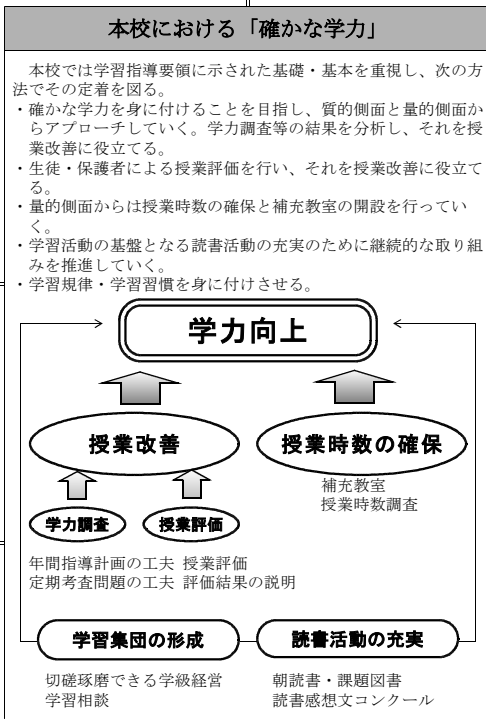 本校における「確かな学力」
本校では学習指導要領に示された基礎・基本を重視し、次の方
法でその定着を図る。
・確かな学力を身に付けることを目指し、質的側面と量的側面か
らアプローチしていく。学力調査等の結果を分析し、それを授
業改善に役立てる。
・生徒・保護者による授業評価を行い、それを授業改善に役立て
る。
・量的側面からは授業時数の確保と補充教室の開設を行ってい
く。
・学習活動の基盤となる読書活動の充実のために継続的な取り組
みを推進していく。
・学習規律・学習習慣を身に付けさせる。
学力向上
授業改善
授業時数の確保
補充教室
授業時数調査
学力調査
授業評価
年間指導計画の工夫 授業評価
定期考査問題の工夫 評価結果の説明
学習集団の形成
読書活動の充実
切磋琢磨できる学級経営
学習相談
朝読書・課題図書
読書感想文コンクール